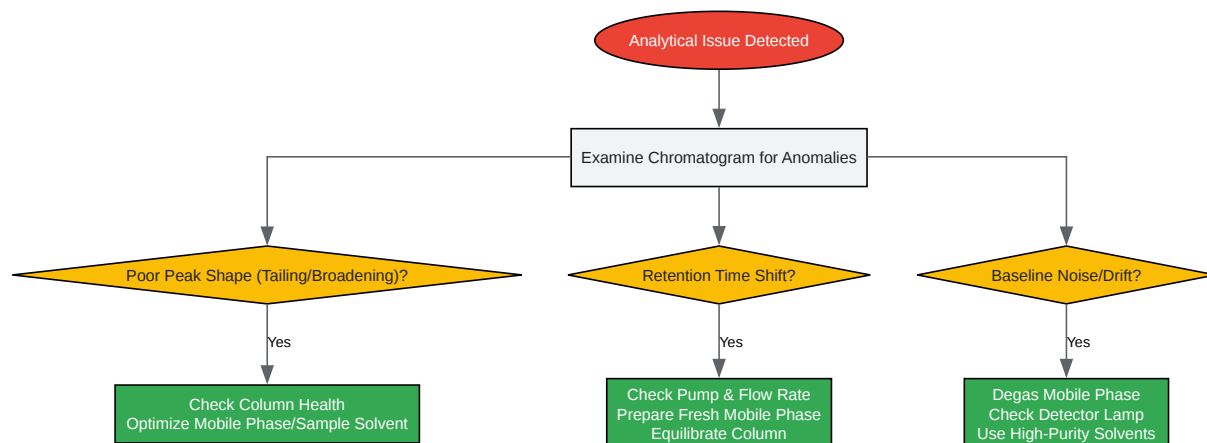 Analytical Issue Detected
Examine Chromatogram for Anomalies
Poor Peak Shape (Tailing/Broadening)?
Retention Time Shift?
Baseline Noise/Drift?
Yes
Yes
Yes
Check Column Health
Optimize Mobile Phase/Sample Solvent
Check Pump & Flow Rate
Prepare Fresh Mobile Phase
Equilibrate Column
Degas Mobile Phase
Check Detector Lamp
Use High-Purity Solvents